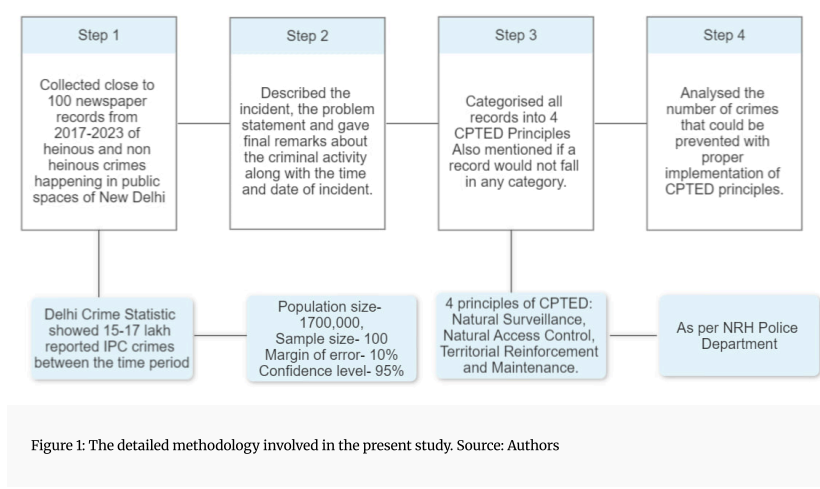 Step 1
Collected close to
100 newspaper
records from
2017-2023 of
heinous and non
heinous crimes
happening in public
spaces of New Delhi
Step 2
Described the
incident, the problem
statement and gave
final remarks about
the criminal activity
along with the time
and date of incident.
Step 3
Categorised all
records into 4
CPTED Principles
Also mentioned if a
record would not fall
in any category.
Step 4
Analysed the
number of crimes
that could be
prevented with
proper
implementation of
CPTED principles.
Delhi Crime Statistic
showed 15-17 lakh
reported IPC crimes
between the time period
Population size-
1700,000,
Sample size- 100
Margin of error- 10%
Confidence level- 95%
4 principles of CPTED:
Natural Surveillance,
Natural Access Control,
Territorial Reinforcement
and Maintenance.
As per NRH Police
Department
Figure 1: The detailed methodology involved in the present study. Source: Authors